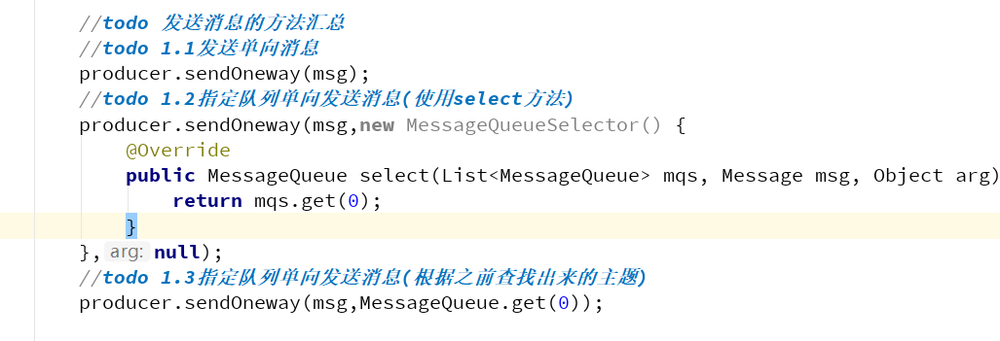 //todo 发送消息的方法汇总
//todo 1.1发送单向消息
producer.sendOneway(msg);
//todo 1.2指定队列单向发送消息(使用select方法)
producer.sendOneway(msg,new MessageQueueSelector() {
@Override
public MessageQueue select(List<MessageQueue> mqs, Message msg, Object arg)
return mqs.get(0);
}
},arg: null);
//todo 1.3指定队列单向发送消息(根据之前查找出来的主题)
producer.sendOneway(msg,MessageQueue.get(0));